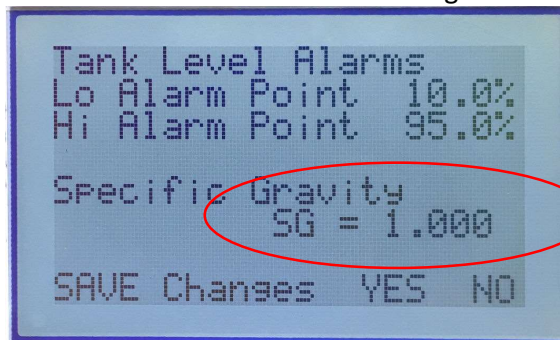 Tank Level Alarms
Lo Alarm Point 10.0%
Hi Alarm Point 95.0%
Specific Gravity
SG = 1.000
SAVE Changes YES NO